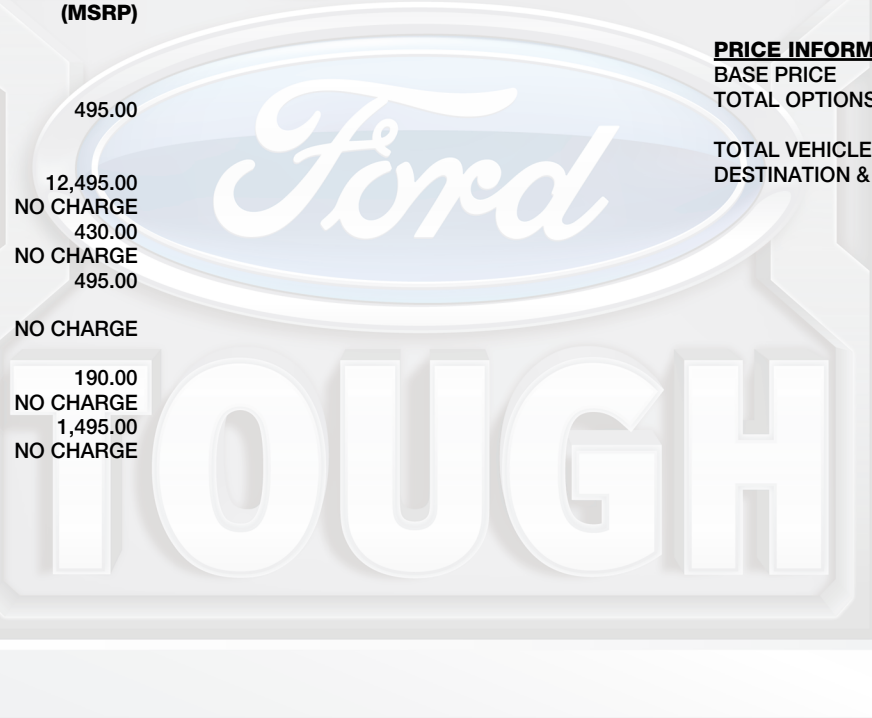 (MSRP)
495.00
12,495.00
NO CHARGE
430.00
NO CHARGE
495.00
NO CHARGE
190.00
NO CHARGE
1,495.00
NO CHARGE
PRICE INFORM
BASE PRICE
TOTAL OPTIONS
TOTAL VEHICLE
DESTINATION &
Ford
TOUGH